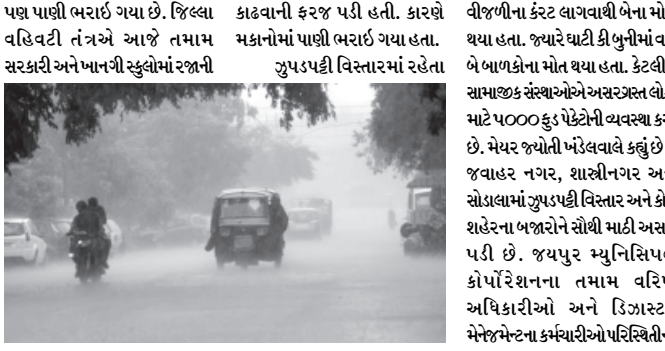 પણ પાણી ભરાઇ ગયા છે. જિલ્લા
વહિવટી તંત્રએ આજે તમામ
સરકારી અને ખાનગી સ્કુલોમાં રજાની
કાઢવાની ફરજ પડી હતી. કારણે
મકાનોમાં પાણી ભરાઇ ગયા હતા.
ઝુપડપટ્ટી વિસ્તારમાં રહેતા
વીજળીના કંરટ લાગવાથી બેના મો
થયા હતા. જ્યારે ઘાટી કી બુનીમાં વ
બે બાળકોના મોત થયા હતા. કેટલી
સામાજીક સંસ્થાઓએ અસરગ્રસ્ત લો
માટે ૫૦૦૦ ફુડ પેકેટોની વ્યવસ્થા ક
છે. મેયર જ્યોતી ખંડેલવાલે કહ્યું છે
જવાહર નગર, શાસ્ત્રીનગર અ
સોડાલામાં ઝુપડપટ્ટી વિસ્તાર અને કો
શહેરના બજારોને સૌથી માઠી અસ
પડી છે. જયપુર મ્યુનિસિપ
કોર્પોરેશનના તમામ વરિ
અધિકારીઓ અને ડિઝાસ્ટ
મેનેજમેન્ટના કર્મચારીઓ પરિસ્થિતી